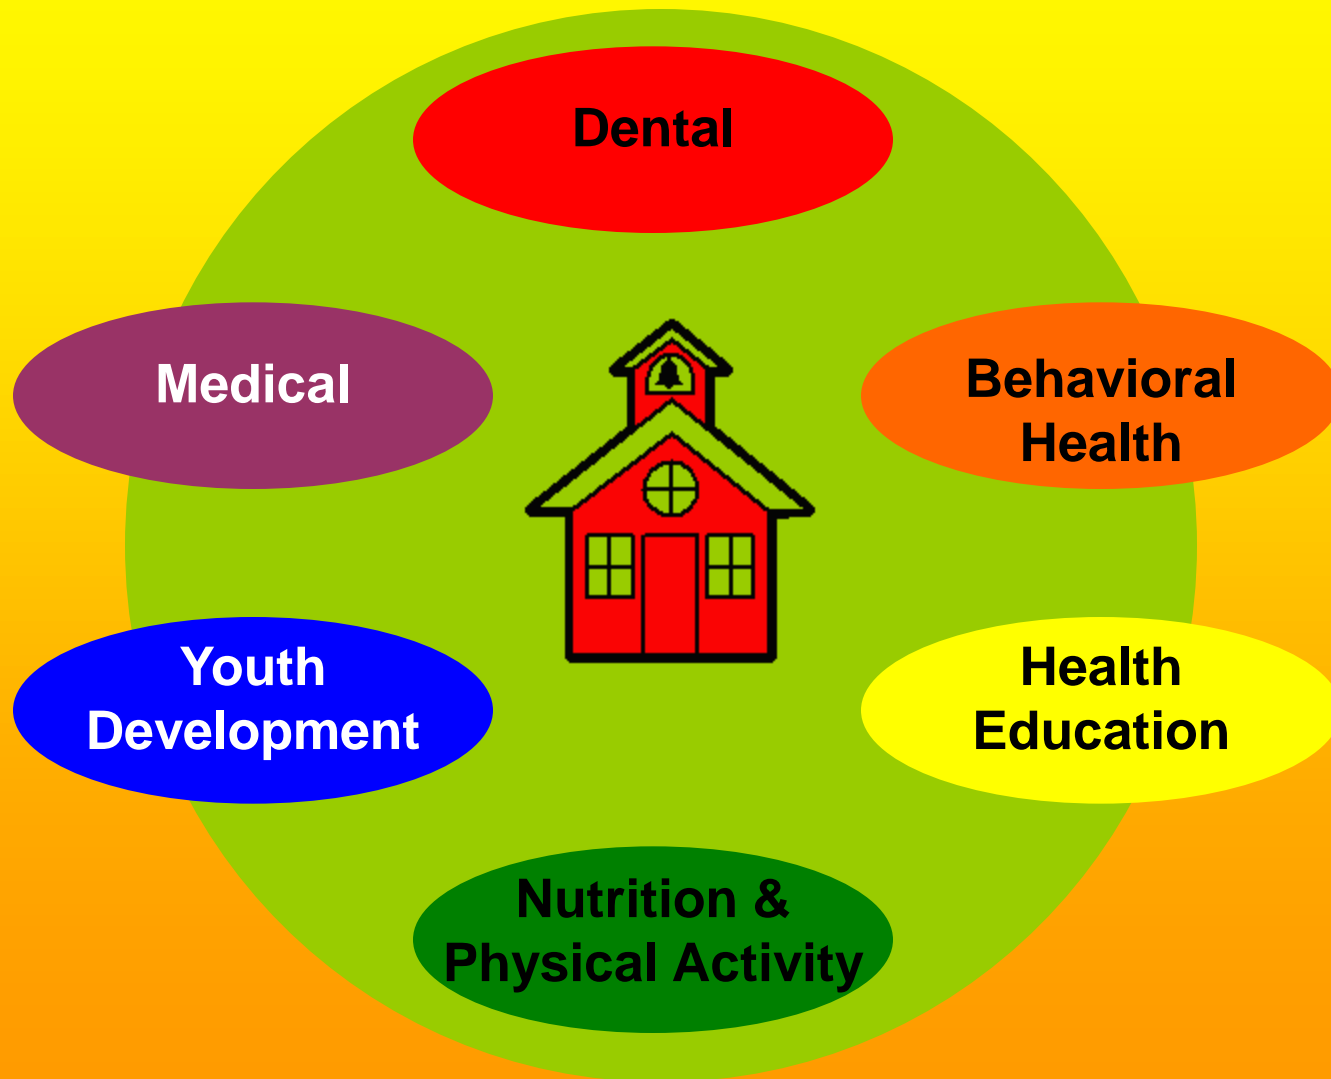 Dental
Medical
Behavioral
Health
Youth
Development
Health
Education
Nutrition &
Physical Activity